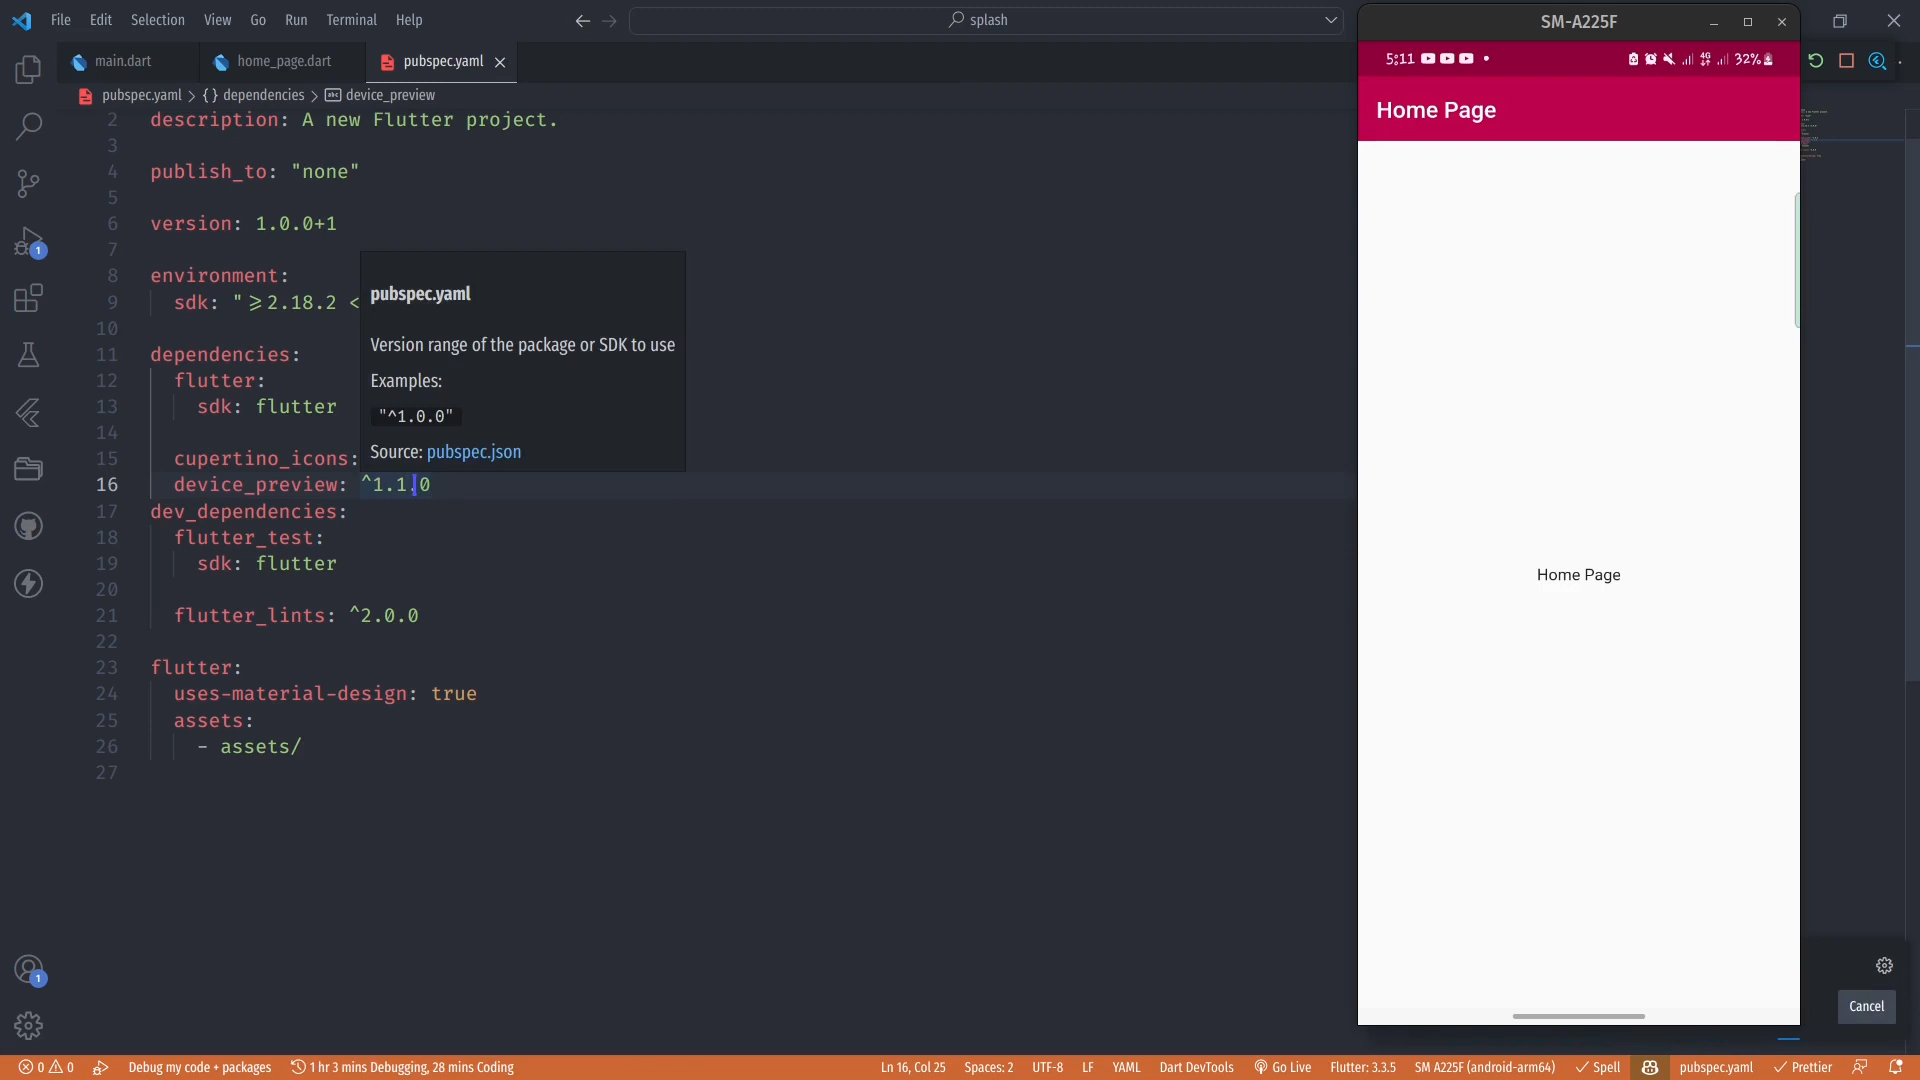 File Edit Selection View Go Run Terminal Help
splash
main.dart home_page.dart pubspec.yaml
pubspec.yaml > {} dependencies > device_preview
2 description: A new Flutter project.
3
4 publish_to: "none"
5
6 version: 1.0.0+1
7
8 environment:
9 sdk: "≥2.18.2 <
10
11 dependencies:
12 flutter:
13 sdk: flutter
14
15 cupertino_icons:
16 device_preview: ^1.1.0
17 dev_dependencies:
18 flutter_test:
19 sdk: flutter
20
21 flutter_lints: ^2.0.0
22
23 flutter:
24 uses-material-design: true
25 assets:
26 - assets/
27
pubspec.yaml
Version range of the package or SDK to use
Examples:
"^1.0.0"
Source: pubspec.json
SM-A225F
5:11 4G 32%
Home Page
Home Page
Cancel
1
1
0 0 Debug my code + packages 1 hr 3 mins Debugging, 28 mins Coding Ln 16, Col 25 Spaces: 2 UTF-8 LF YAML Dart DevTools Go Live Flutter: 3.3.5 SM A225F (android-arm64) Spell pubspec.yaml Prettier